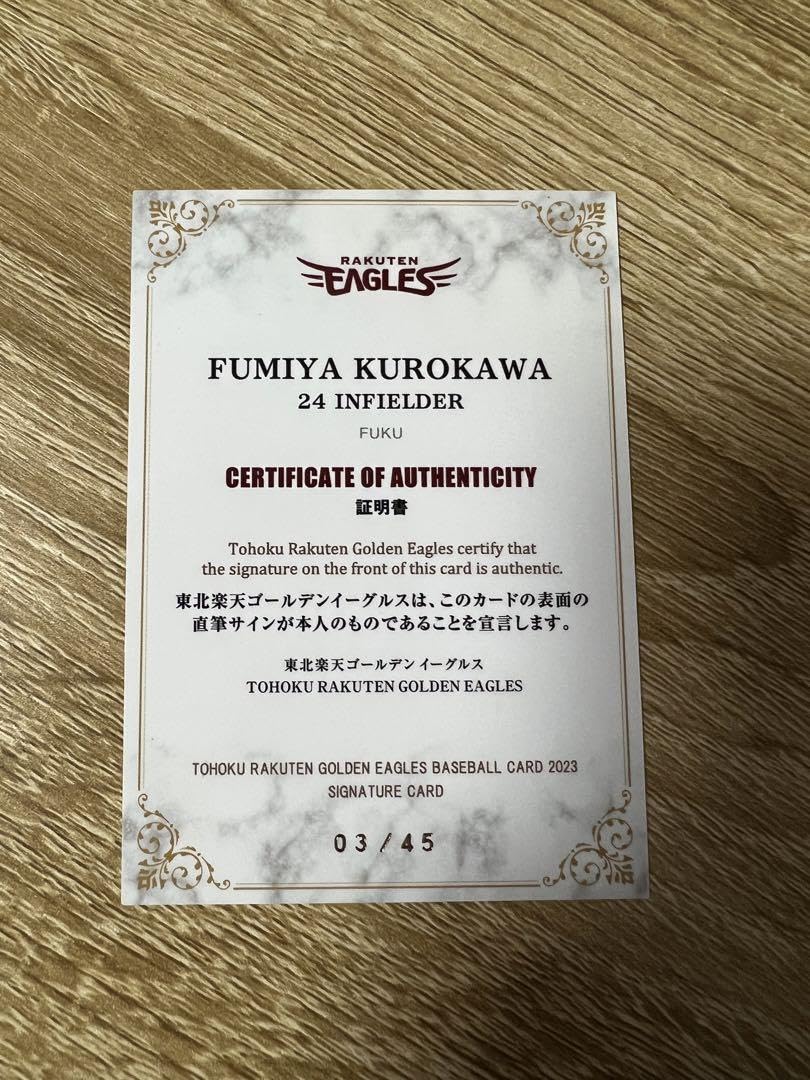 RAKUTEN
EAGLES
FUMIYA KUROKAWA
24 INFIELDER
FUKU
CERTIFICATE OF AUTHENTICITY
証明書
Tohoku Rakuten Golden Eagles certify that
the signature on the front of this card is authentic.
東北楽天ゴールデンイーグルスは、このカードの表面の
直筆サインが本人のものであることを宣言します。
東北楽天ゴールデンイーグルス
TOHOKU RAKUTEN GOLDEN EAGLES
TOHOKU RAKUTEN GOLDEN EAGLES BASEBALL CARD 2023
SIGNATURE CARD
03/45